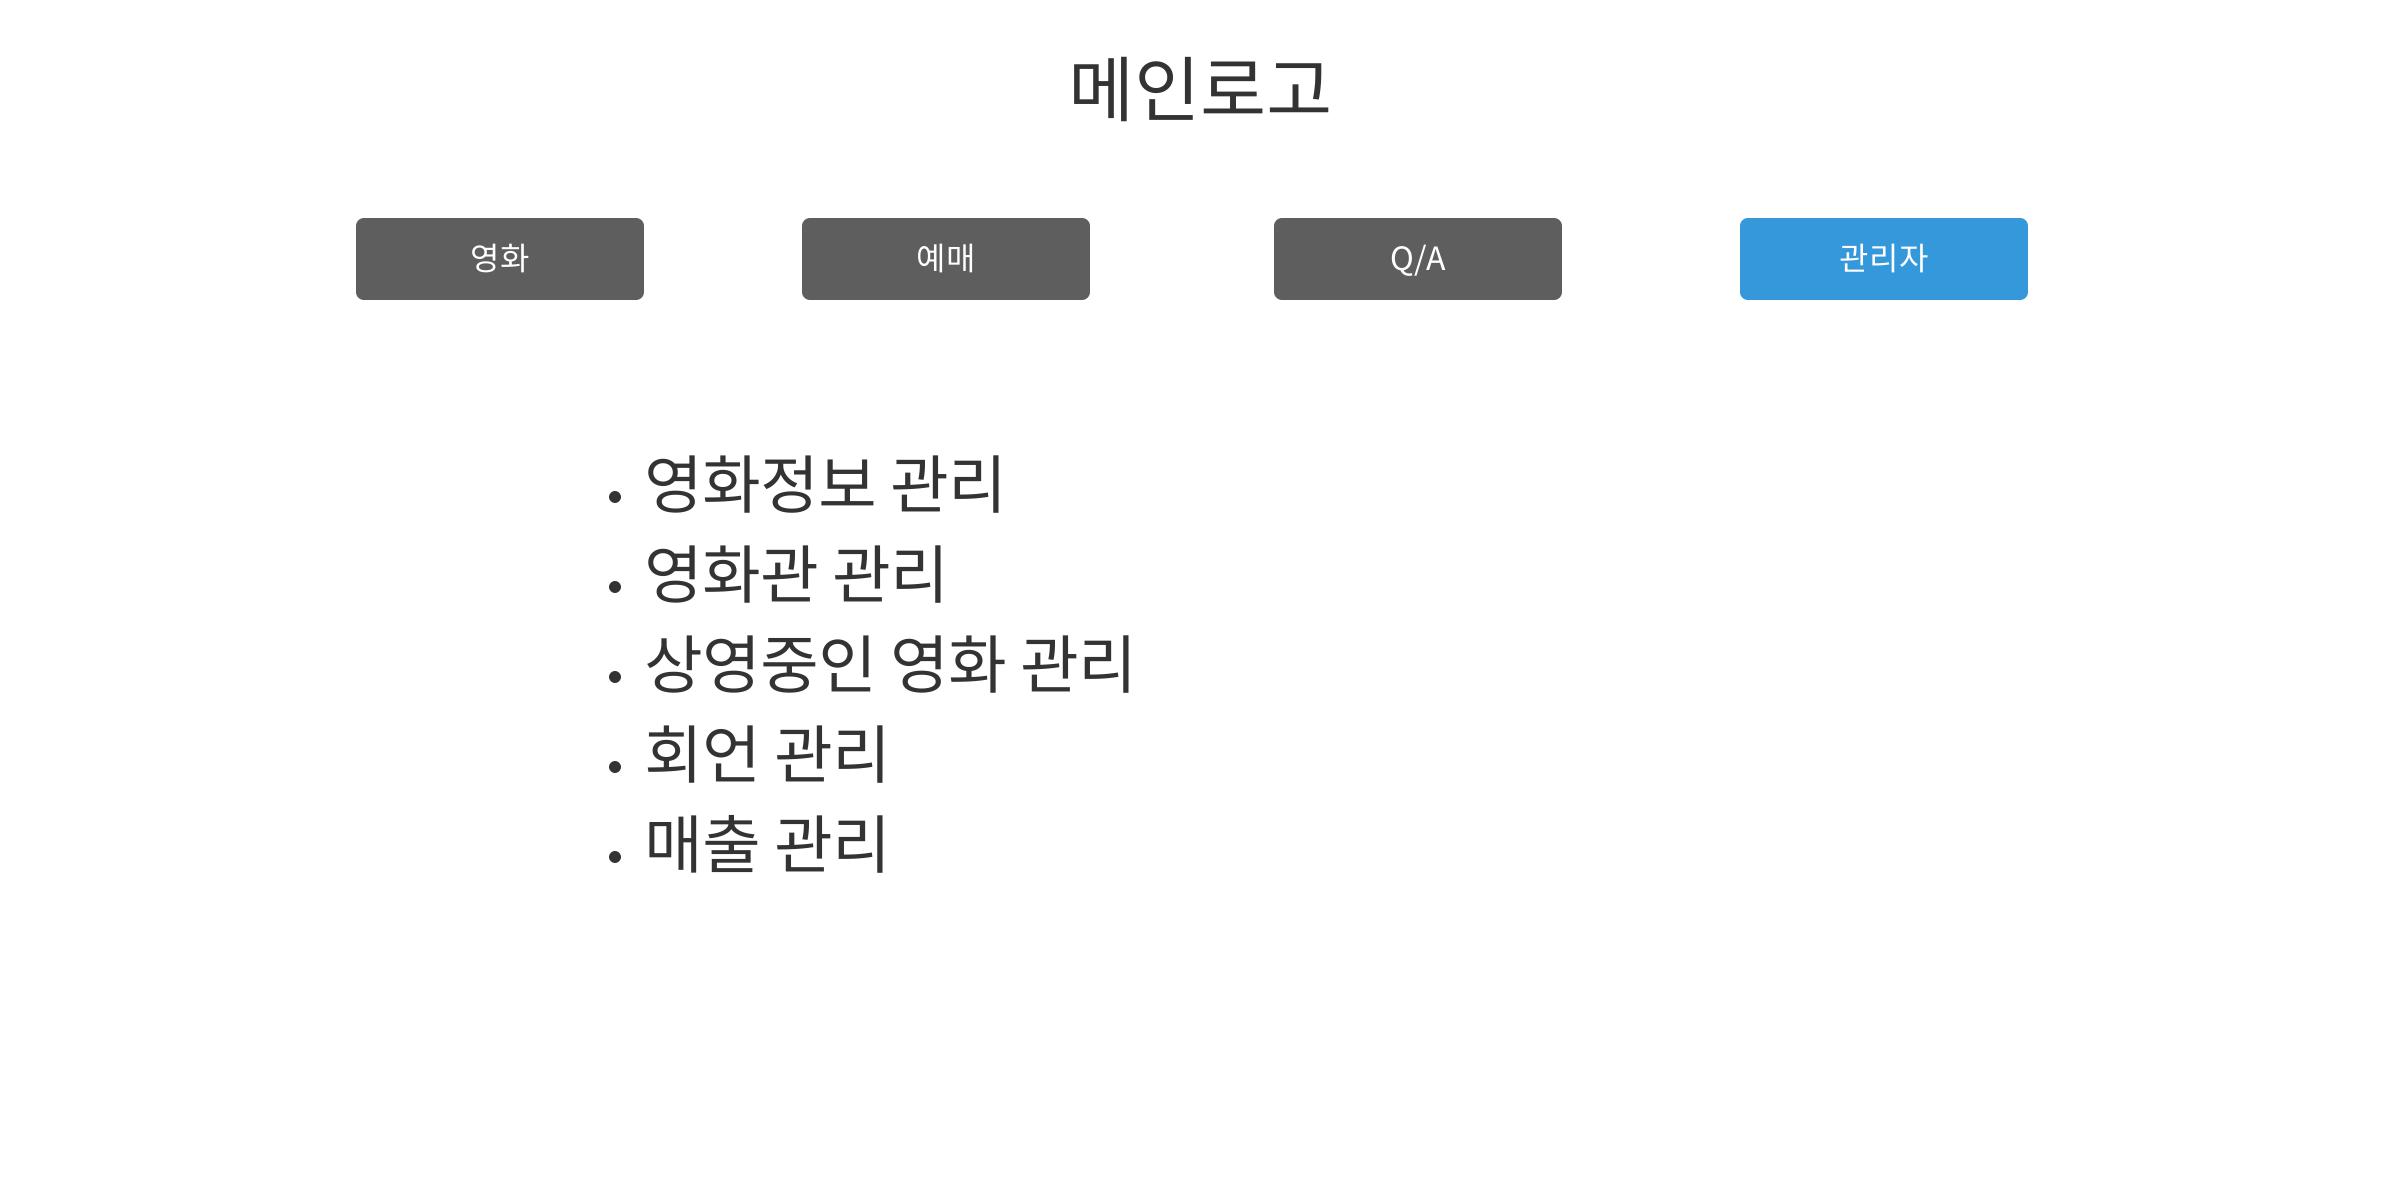 메인로고
영화 예매 Q/A 관리자
• 영화정보 관리
• 영화관 관리
• 상영중인 영화 관리
• 회언 관리
• 매출 관리